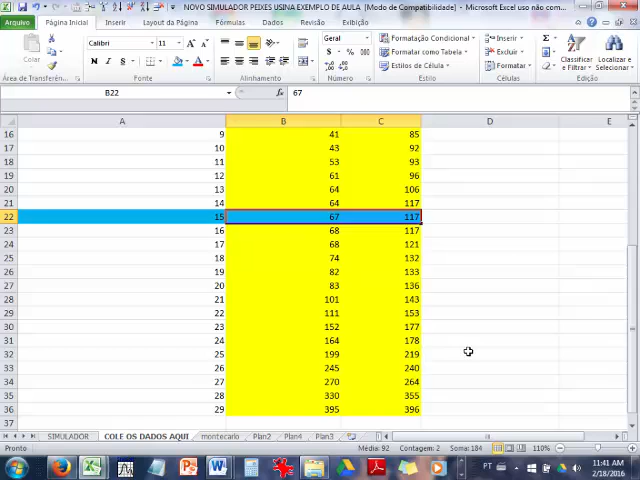 NOVO SIMULADOR PEIXES USINA EXEMPLO DE AULA [Modo de Compatibilidade] - Microsoft Excel uso não com...
Arquivo Página Inicial Inserir Layout da Página Fórmulas Dados Revisão Exibição
Colar Calibri 11 A A Geral Formatação Condicional Inserir Σ Classificar e Filtrar Localizar e Selecionar
N I S A % 000 Formatar como Tabela Excluir
Estilos de Célula Formatar
Área de Transferên... Fonte Alinhamento Número Estilo Células Edição
B22 fx 67
A B C D E
16 9 41 85
17 10 43 92
18 11 53 93
19 12 61 96
20 13 64 106
21 14 64 117
22 15 67 117
23 16 68 117
24 17 68 121
25 18 74 132
26 19 82 133
27 20 83 136
28 21 101 143
29 22 111 153
30 23 152 177
31 24 164 178
32 25 199 219
33 26 245 240
34 27 270 264
35 28 330 355
36 29 395 396
37
SIMULADOR COLE OS DADOS AQUI montecarlo Plan2 Plan4 Plan3
Pronto Média: 92 Contagem: 2 Soma: 184 110%
PT 11:41 AM
2/18/2016